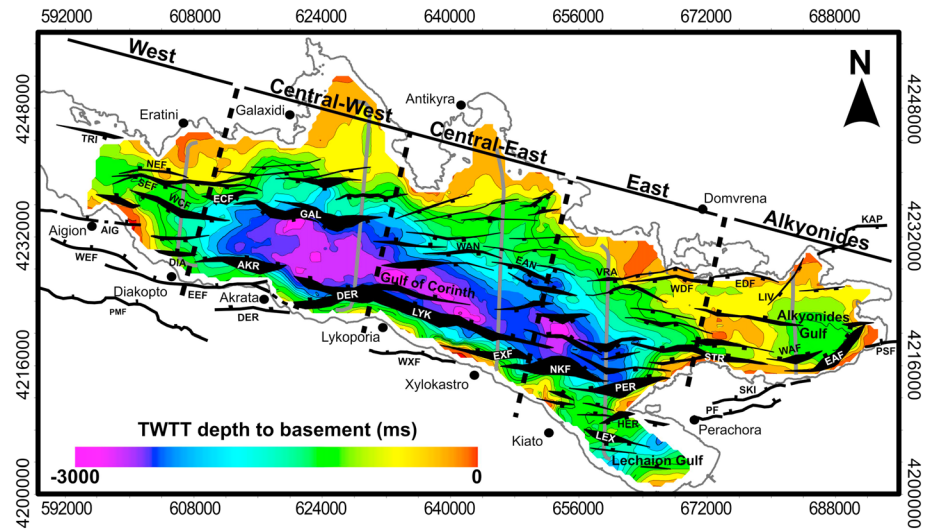 592000 608000 624000 640000 656000 672000 688000
4248000
4232000
4216000
4200000
4248000
4232000
4216000
4200000
West
Central-West
Central-East
East
Alkyonides
N
Eratini
Galaxidi
Antikyra
Domvrena
TRI
NEF
SEF
WCF
ECF
GAL
KAP
Aigion
AIG
WEF
DIA
AKR
WAN
EAN
VRA
WDF
EDF
LIV
Diakopto
EEF
Akrata
DER
DER
Gulf of Corinth
LYK
Alkyonides
Gulf
PMF
Lykoporia
WXF
EXF
NKF
STR
WAF
EAF
PSF
Xylokastro
PER
SKI
PF
Perachora
Kiato
HER
LEX
Lechaion Gulf
TWTT depth to basement (ms)
-3000 0
592000 608000 624000 640000 656000 672000 688000